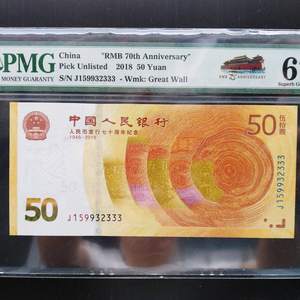 PMG
MONEY GUARANTY
China "RMB 70th Anniversary"
Pick Unlisted 2018 50 Yuan
S/N J159932333 - Wmk: Great Wall
6
Superb G
中国人民银行
人民币发行七十周年纪念
1948-2018
50
伍拾圆
50
J159932333
J159932333